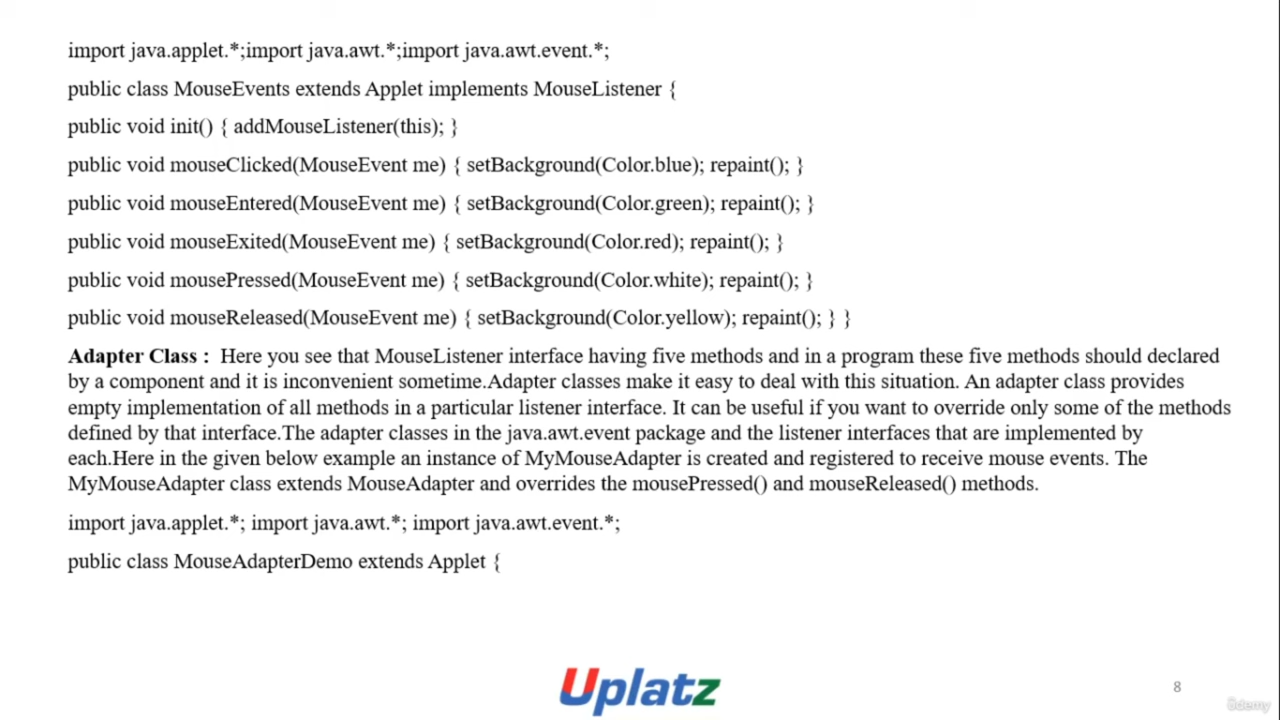 import java.applet.*;import java.awt.*;import java.awt.event.*;
public class MouseEvents extends Applet implements MouseListener {
public void init() { addMouseListener(this); }
public void mouseClicked(MouseEvent me) { setBackground(Color.blue); repaint(); }
public void mouseEntered(MouseEvent me) { setBackground(Color.green); repaint(); }
public void mouseExited(MouseEvent me) { setBackground(Color.red); repaint(); }
public void mousePressed(MouseEvent me) { setBackground(Color.white); repaint(); }
public void mouseReleased(MouseEvent me) { setBackground(Color.yellow); repaint(); } }
Adapter Class : Here you see that MouseListener interface having five methods and in a program these five methods should declared
by a component and it is inconvenient sometime.Adapter classes make it easy to deal with this situation. An adapter class provides
empty implementation of all methods in a particular listener interface. It can be useful if you want to override only some of the methods
defined by that interface.The adapter classes in the java.awt.event package and the listener interfaces that are implemented by
each.Here in the given below example an instance of MyMouseAdapter is created and registered to receive mouse events. The
MyMouseAdapter class extends MouseAdapter and overrides the mousePressed() and mouseReleased() methods.
import java.applet.*; import java.awt.*; import java.awt.event.*;
public class MouseAdapterDemo extends Applet {
Uplatz
8
ûdemy